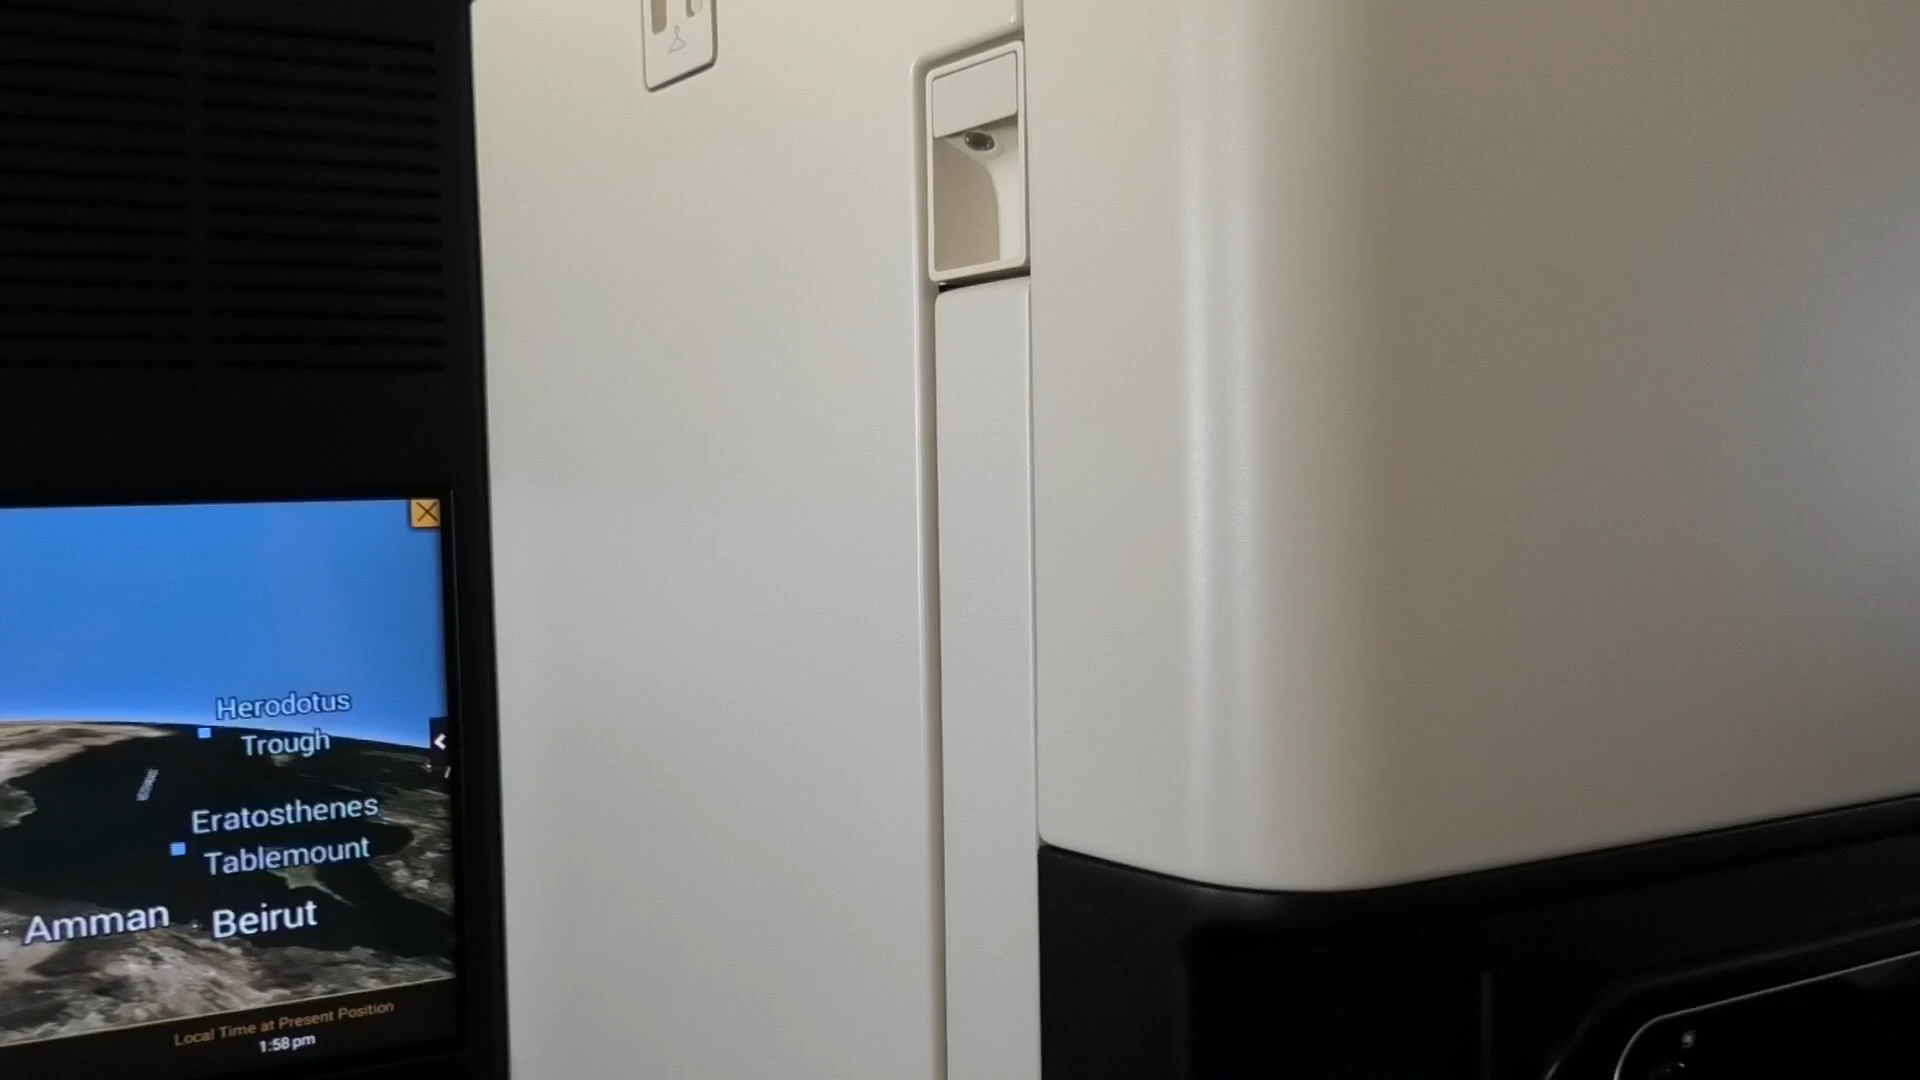 Herodotus
Trough
Eratosthenes
Tablemount
Amman
Beirut
Local Time at Present Position
1:58 pm